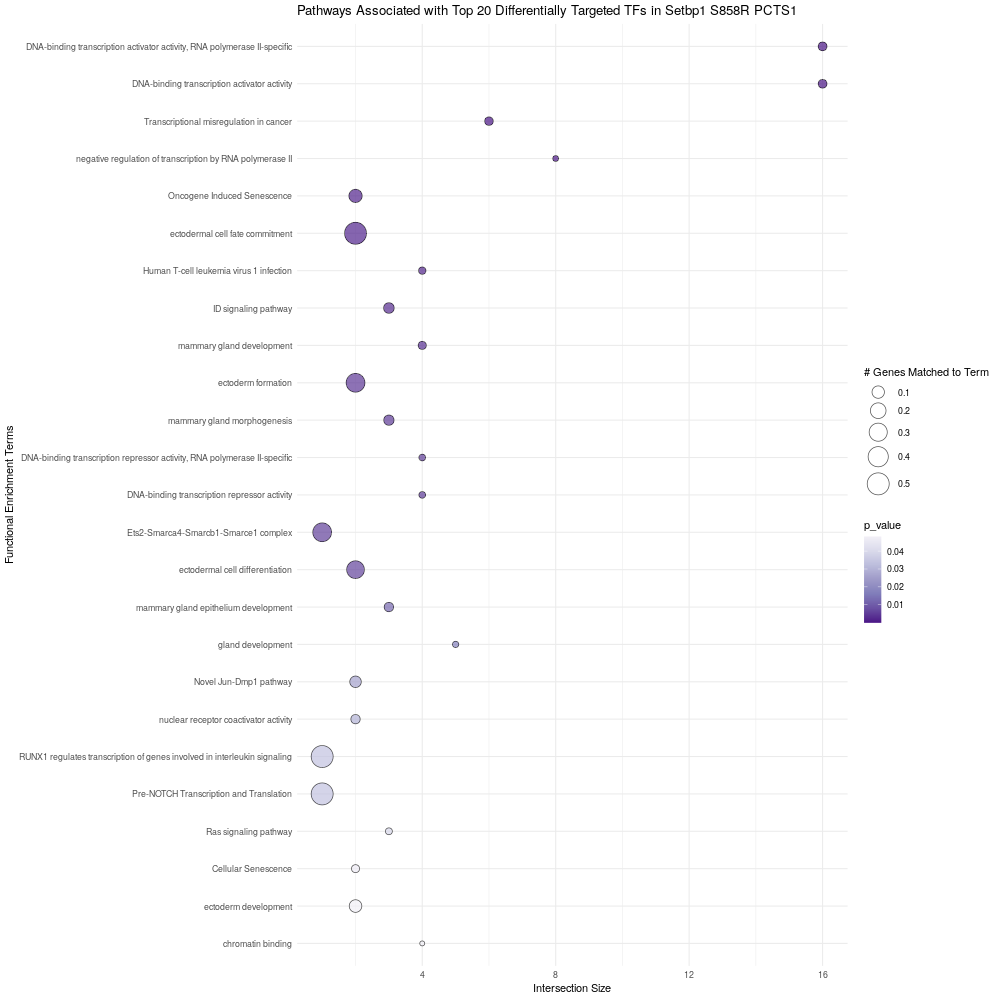 Pathways Associated with Top 20 Differentially Targeted TFs in Setbp1 S858R PCTS1
Functional Enrichment Terms
DNA-binding transcription activator activity, RNA polymerase II-specific
DNA-binding transcription activator activity
Transcriptional misregulation in cancer
negative regulation of transcription by RNA polymerase II
Oncogene Induced Senescence
ectodermal cell fate commitment
Human T-cell leukemia virus 1 infection
ID signaling pathway
mammary gland development
ectoderm formation
mammary gland morphogenesis
DNA-binding transcription repressor activity, RNA polymerase II-specific
DNA-binding transcription repressor activity
Ets2-Smarca4-Smarcb1-Smarce1 complex
ectodermal cell differentiation
mammary gland epithelium development
gland development
Novel Jun-Dmp1 pathway
nuclear receptor coactivator activity
RUNX1 regulates transcription of genes involved in interleukin signaling
Pre-NOTCH Transcription and Translation
Ras signaling pathway
Cellular Senescence
ectoderm development
chromatin binding
4 8 12 16
Intersection Size
# Genes Matched to Term
0.1
0.2
0.3
0.4
0.5
p_value
0.04
0.03
0.02
0.01